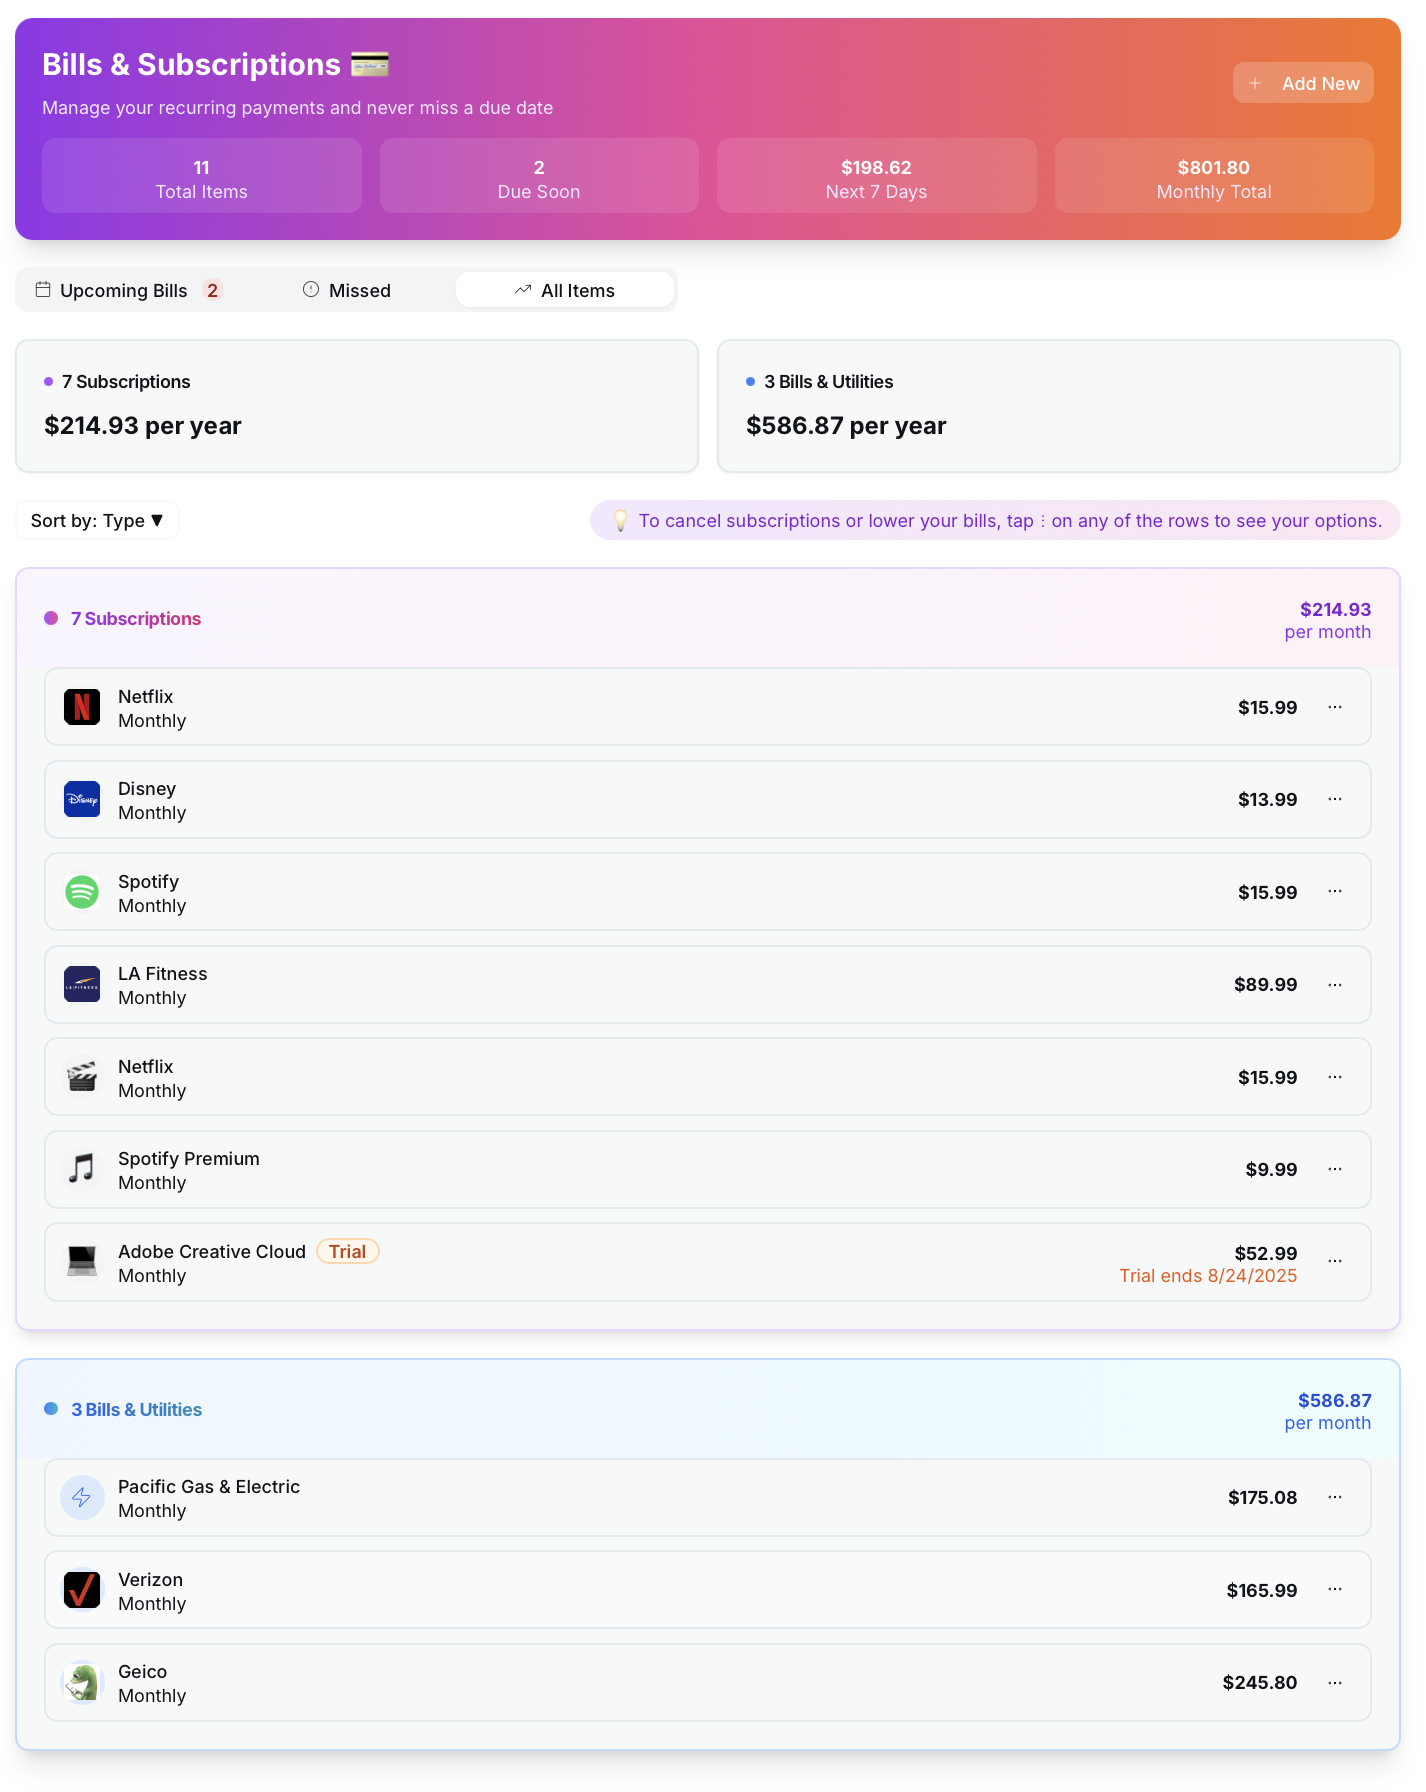 Bills & Subscriptions 💳
Manage your recurring payments and never miss a due date
+ Add New
11
Total Items
2
Due Soon
$198.62
Next 7 Days
$801.80
Monthly Total
Upcoming Bills 2
Missed
All Items
7 Subscriptions
$214.93 per year
3 Bills & Utilities
$586.87 per year
Sort by: Type ▼
💡 To cancel subscriptions or lower your bills, tap ⋮ on any of the rows to see your options.
7 Subscriptions
$214.93
per month
Netflix
Monthly
$15.99 ...
Disney
Disney
Monthly
$13.99 ...
Spotify
Monthly
$15.99 ...
LA FITNESS
LA Fitness
Monthly
$89.99 ...
Netflix
Monthly
$15.99 ...
Spotify Premium
Monthly
$9.99 ...
Adobe Creative Cloud Trial
Monthly
$52.99
Trial ends 8/24/2025
...
3 Bills & Utilities
$586.87
per month
Pacific Gas & Electric
Monthly
$175.08 ...
Verizon
Monthly
$165.99 ...
Geico
Monthly
$245.80 ...